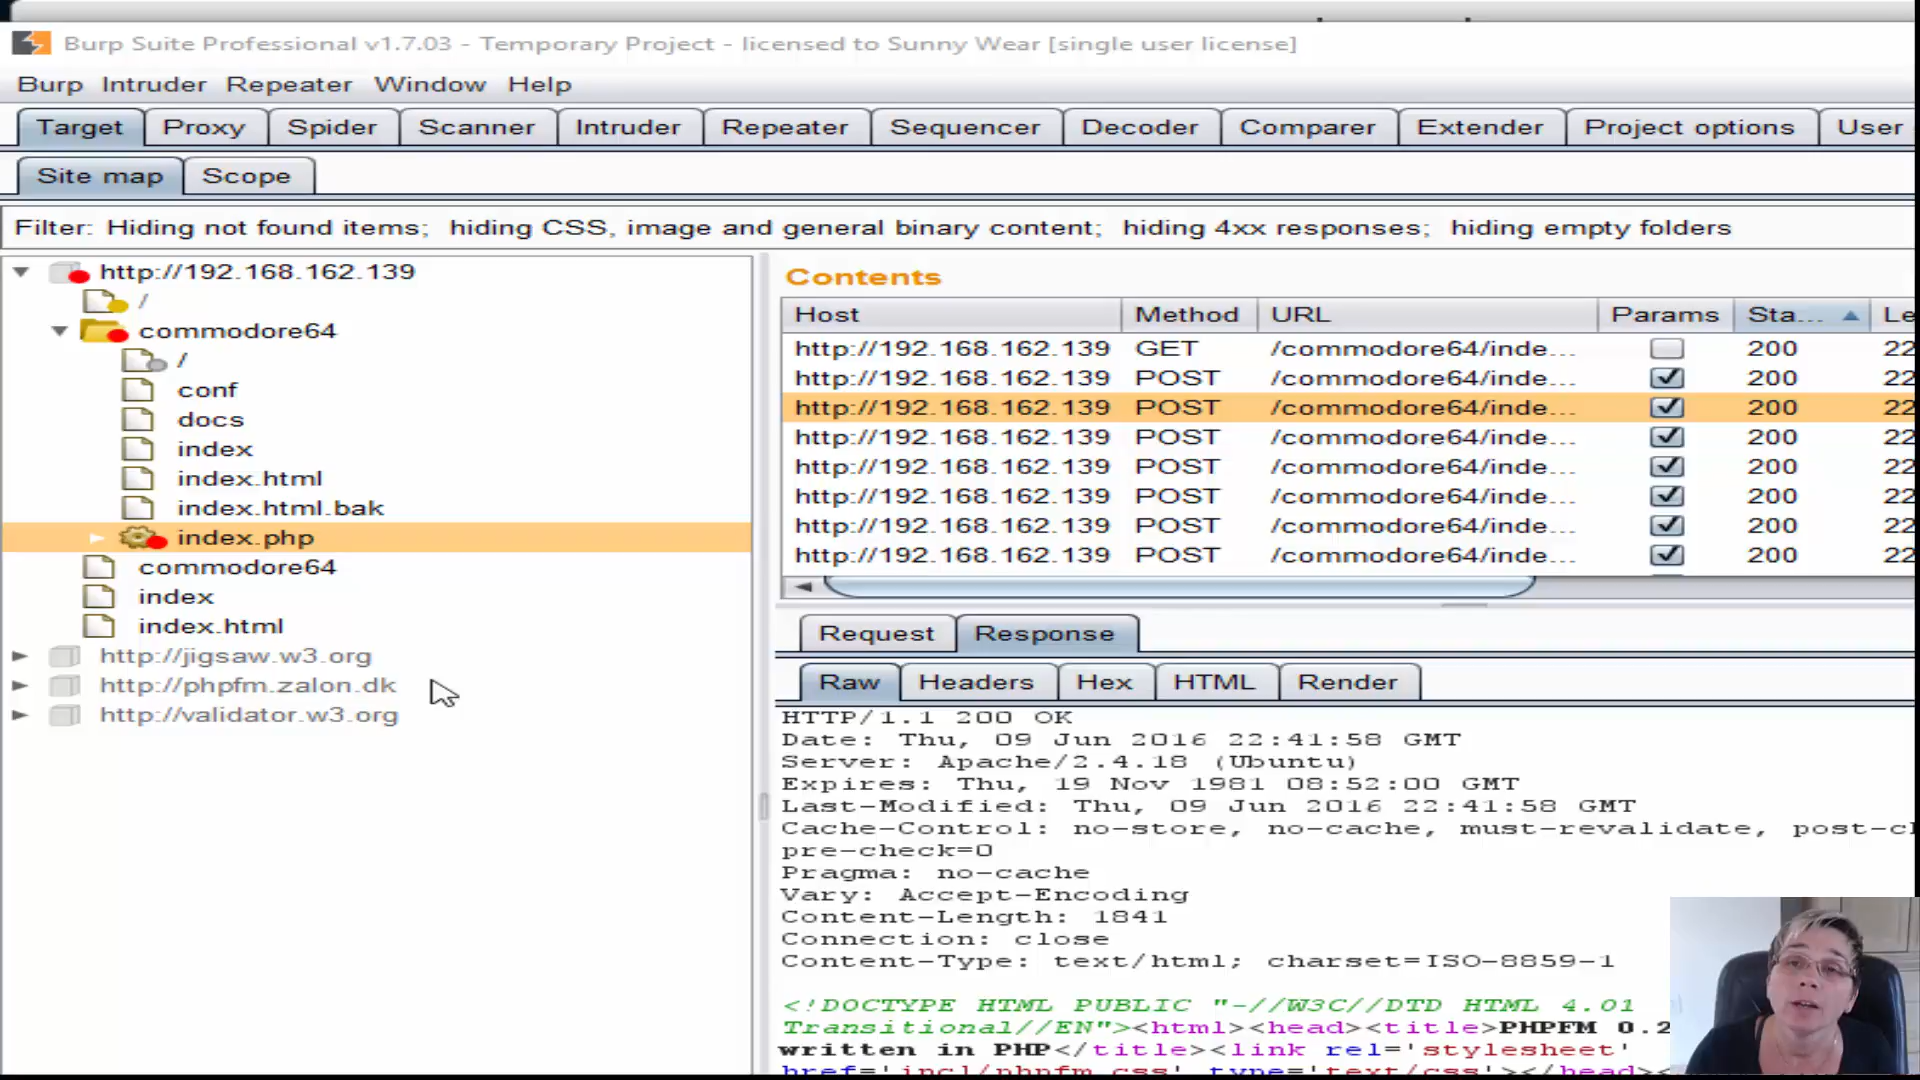 Burp Suite Professional v1.7.03 - Temporary Project - licensed to Sunny Wear [single user license]
Burp Intruder Repeater Window Help
Target Proxy Spider Scanner Intruder Repeater Sequencer Decoder Comparer Extender Project options User
Site map Scope
Filter: Hiding not found items; hiding CSS, image and general binary content; hiding 4xx responses; hiding empty folders
http://192.168.162.139
/
commodore64
/
conf
docs
index
index.html
index.html.bak
index.php
commodore64
index
index.html
http://jigsaw.w3.org
http://phpfm.zalon.dk
http://validator.w3.org
Contents
Host Method URL Params Sta... Le
http://192.168.162.139 GET /commodore64/inde... 200 22
http://192.168.162.139 POST /commodore64/inde... 200 22
http://192.168.162.139 POST /commodore64/inde... 200 22
http://192.168.162.139 POST /commodore64/inde... 200 22
http://192.168.162.139 POST /commodore64/inde... 200 22
http://192.168.162.139 POST /commodore64/inde... 200 22
http://192.168.162.139 POST /commodore64/inde... 200 22
http://192.168.162.139 POST /commodore64/inde... 200 22
Request Response
Raw Headers Hex HTML Render
HTTP/1.1 200 OK
Date: Thu, 09 Jun 2016 22:41:58 GMT
Server: Apache/2.4.18 (Ubuntu)
Expires: Thu, 19 Nov 1981 08:52:00 GMT
Last-Modified: Thu, 09 Jun 2016 22:41:58 GMT
Cache-Control: no-store, no-cache, must-revalidate, post-c
pre-check=0
Pragma: no-cache
Vary: Accept-Encoding
Content-Length: 1841
Connection: close
Content-Type: text/html; charset=ISO-8859-1
<!DOCTYPE HTML PUBLIC "-//W3C//DTD HTML 4.01
Transitional//EN"><html><head><title>PHPFM 0.2
written in PHP</title><link rel='stylesheet'
href='incl/phpfm.css' type='text/css'></head>